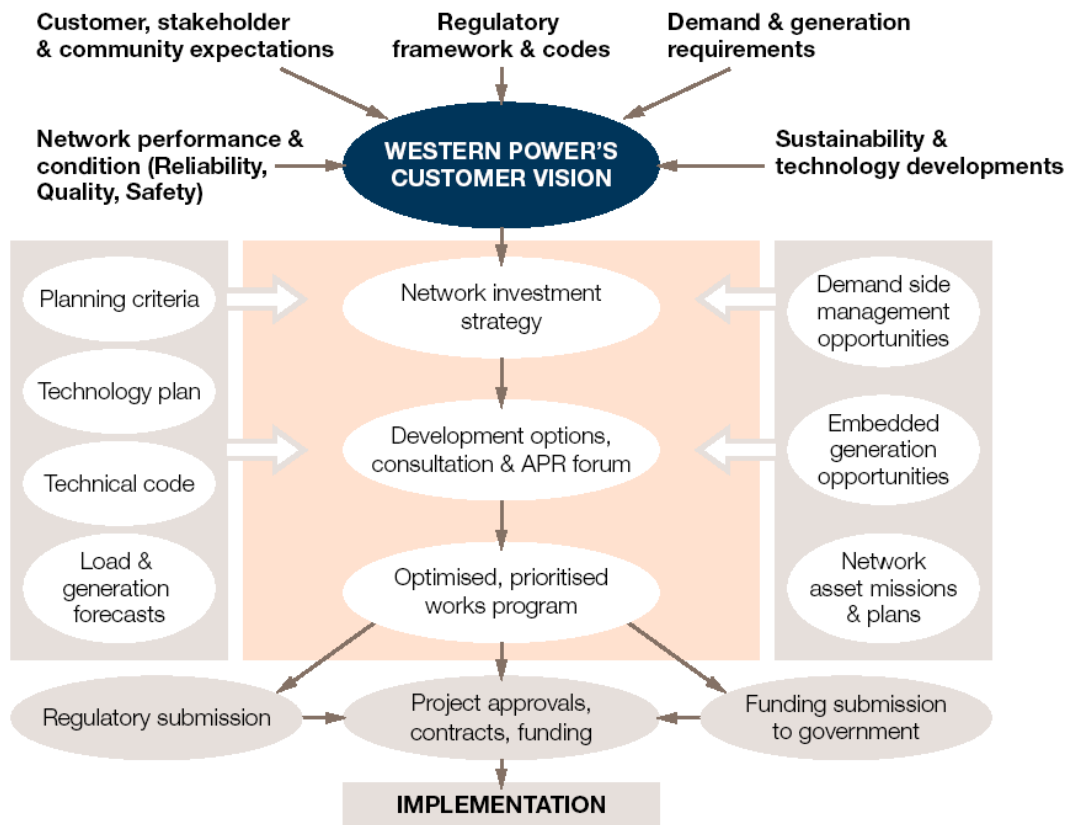 Customer, stakeholder
& community expectations
Regulatory
framework & codes
Demand & generation
requirements
Network performance &
condition (Reliability,
Quality, Safety)
WESTERN POWER'S
CUSTOMER VISION
Sustainability &
technology developments
Planning criteria
Technology plan
Technical code
Load &
generation
forecasts
Network investment
strategy
Development options,
consultation & APR forum
Optimised, prioritised
works program
Demand side
management
opportunities
Embedded
generation
opportunities
Network
asset missions
& plans
Regulatory submission
Project approvals,
contracts, funding
Funding submission
to government
IMPLEMENTATION